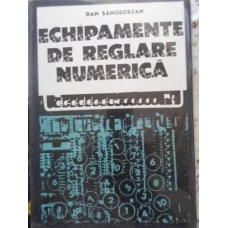 DAN SÂNGEORZAN
ECHIPAMENTE
DE REGLARE
NUMERICĂ